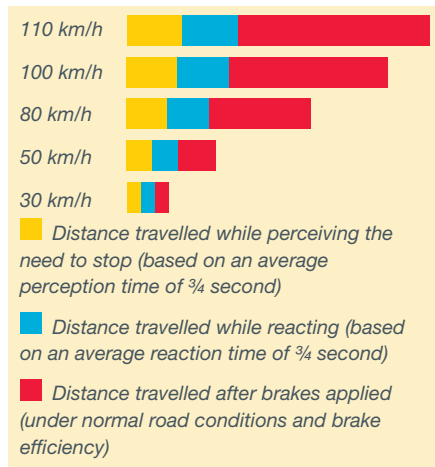 110 km/h
100 km/h
80 km/h
50 km/h
30 km/h
Distance travelled while perceiving the
need to stop (based on an average
perception time of ¾ second)
Distance travelled while reacting (based
on an average reaction time of ¾ second)
Distance travelled after brakes applied
(under normal road conditions and brake
efficiency)